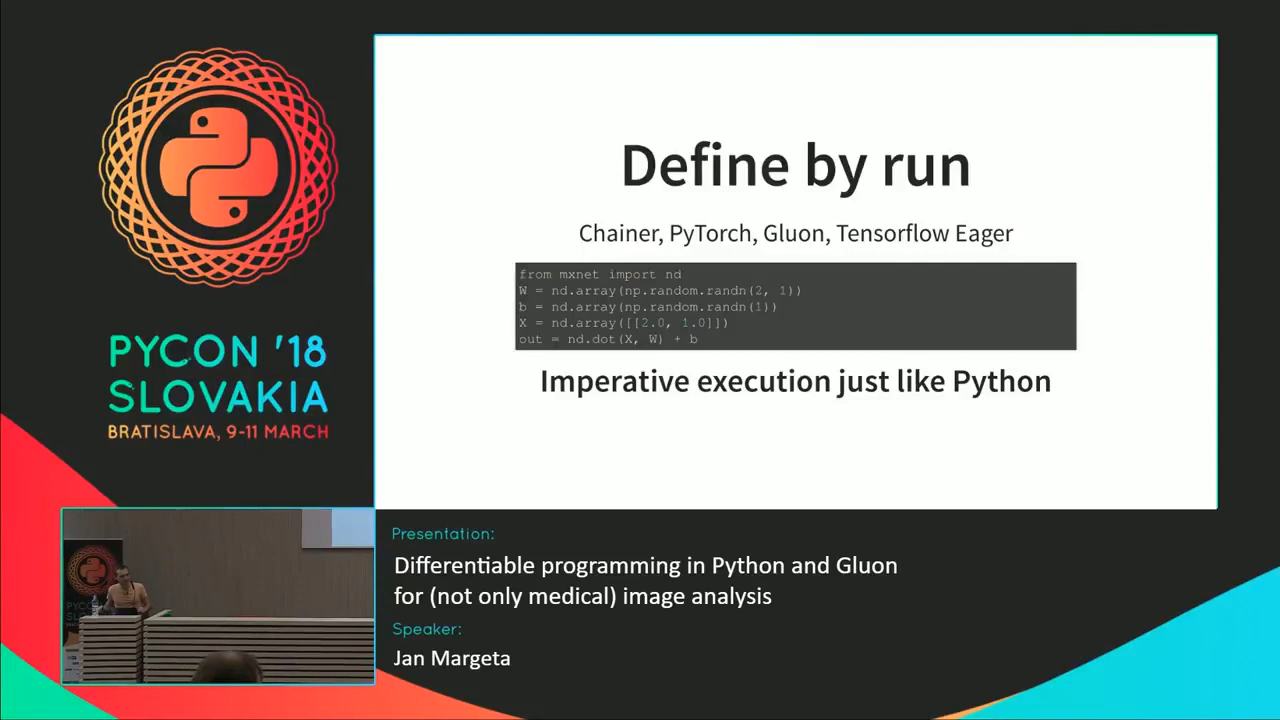 PYCON '18
SLOVAKIA
BRATISLAVA, 9-11 MARCH
Define by run
Chainer, PyTorch, Gluon, Tensorflow Eager
from mxnet import nd
W = nd.array(np.random.randn(2, 1))
b = nd.array(np.random.randn(1))
X = nd.array([[2.0, 1.0]])
out = nd.dot(X, W) + b
Imperative execution just like Python
Presentation:
Differentiable programming in Python and Gluon
for (not only medical) image analysis
Speaker:
Jan Margeta